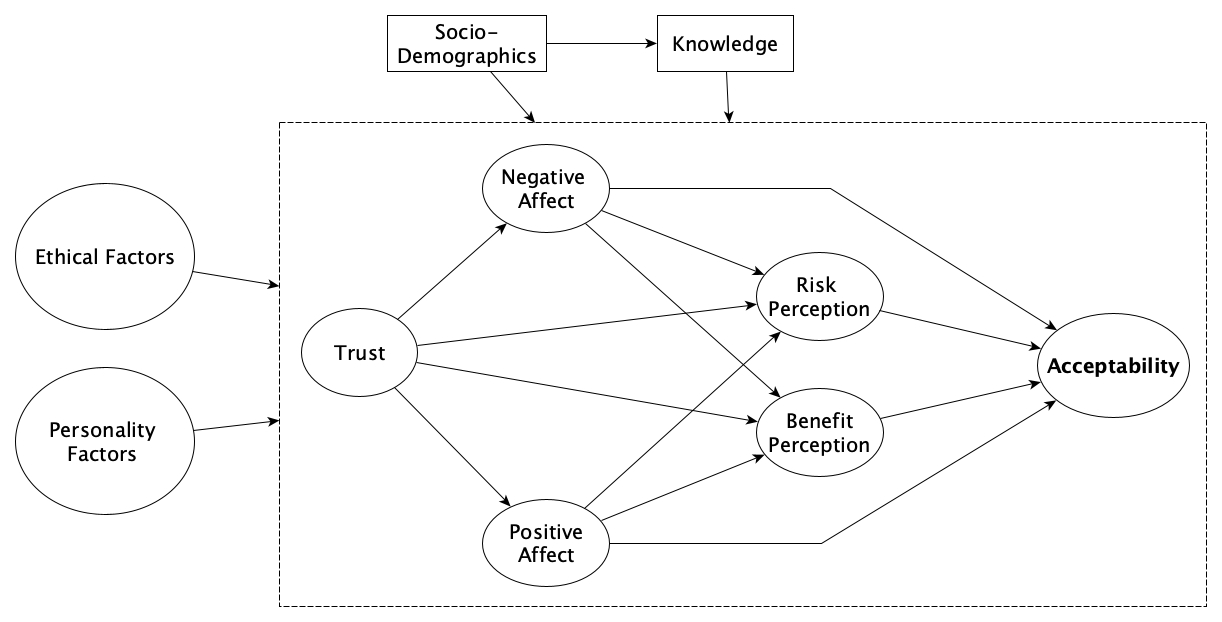 Socio-
Demographics
Knowledge
Negative
Affect
Ethical Factors
Risk
Perception
Trust
Acceptability
Personality
Factors
Benefit
Perception
Positive
Affect